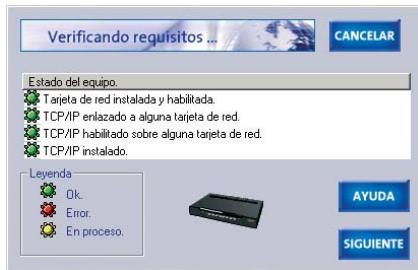 Verificando requisitos ...
CANCELAR
Estado del equipo.
Tarjeta de red instalada y habilitada.
TCP/IP enlazado a alguna tarjeta de red.
TCP/IP habilitado sobre alguna tarjeta de red.
TCP/IP instalado.
Leyenda
Ok.
Error.
En proceso.
AYUDA
SIGUIENTE